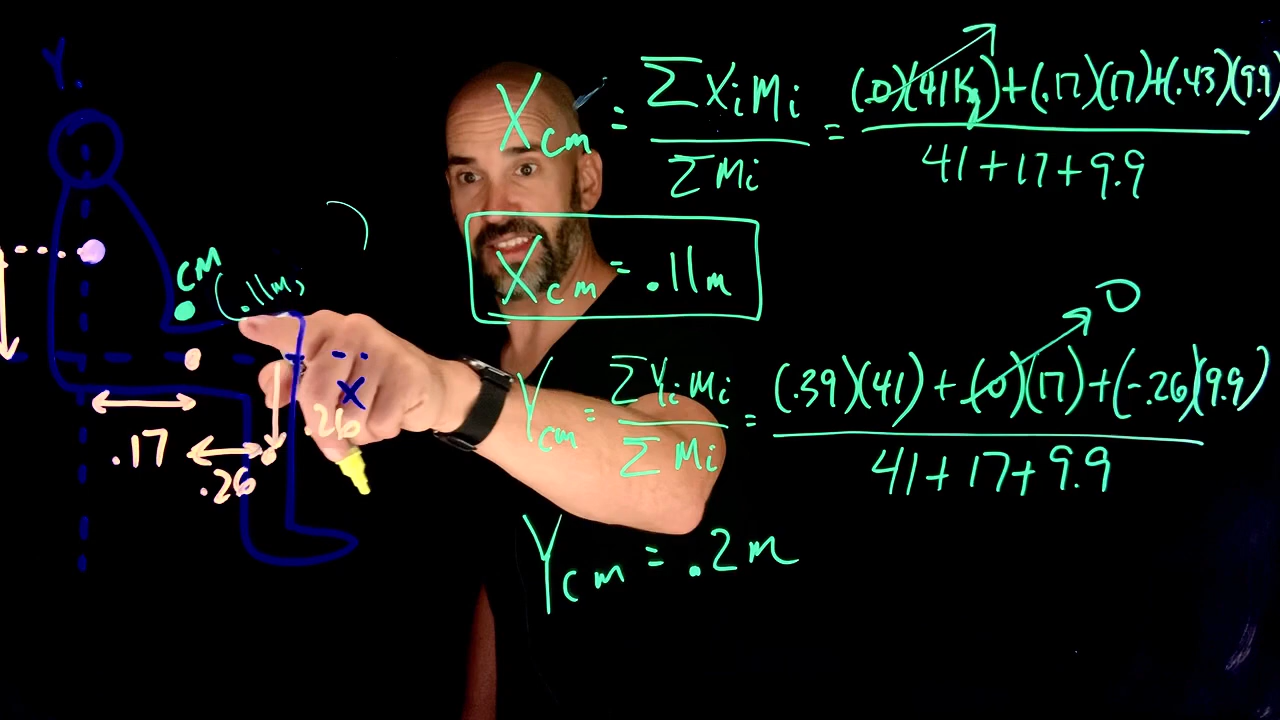 Y.
Xcm = ΣXiMi / ΣMi = (.0)(41Kg)+(.17)(17)+(.43)(9.9) / 41+17+9.9
CM (.11m,
Xcm = .11m
X
Ycm = ΣYiMi / ΣMi = (.39)(41) + (.0)(17)+(-.26)(9.9) / 41+17+9.9
0
.17
.26
.26
Ycm = .2m